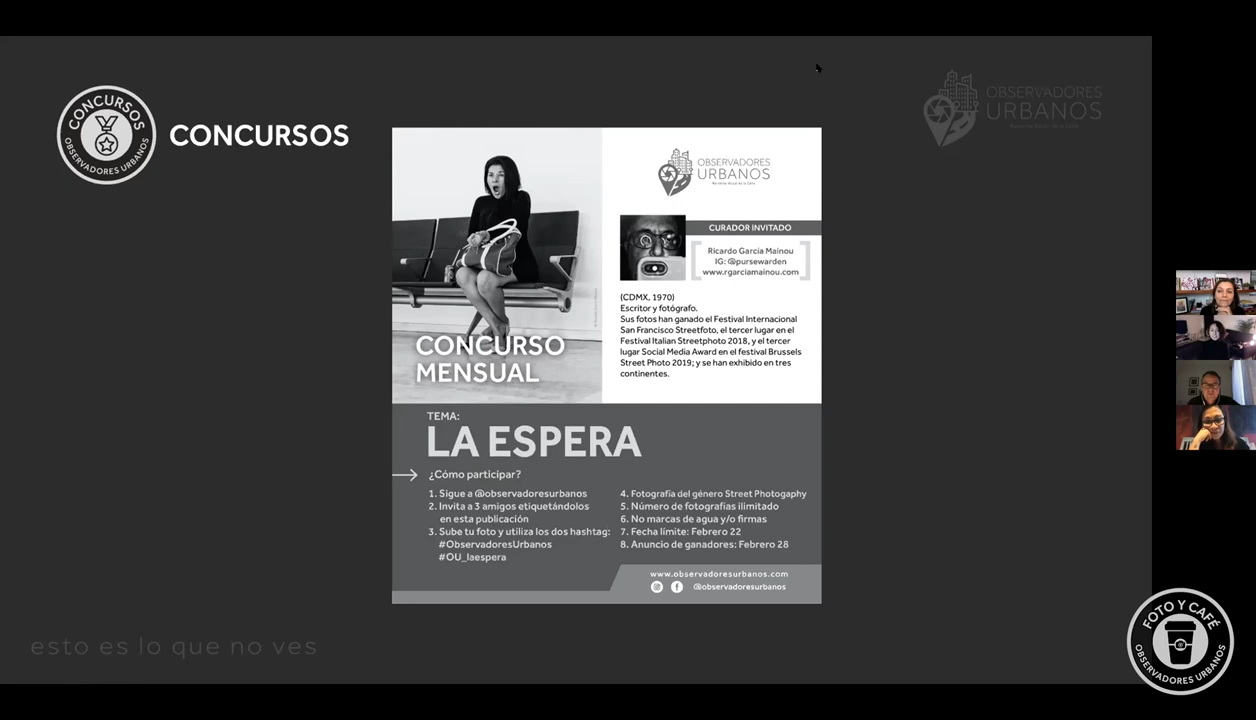 CONCURSOS
OBSERVADORES URBANOS
CONCURSOS
OBSERVADORES
URBANOS
OBSERVADORES
URBANOS
CURADOR INVITADO
Ricardo García Mainou
IG: @pursewarden
www.rgarciamainou.com
(CDMX, 1970)
Escritor y fotógrafo.
Sus fotos han ganado el Festival Internacional
San Francisco Streetfoto, el tercer lugar en el
Festival Italian Streetphoto 2018, y el tercer
lugar Social Media Award en el festival Brussels
Street Photo 2019; y se han exhibido en tres
continentes.
CONCURSO
MENSUAL
TEMA:
LA ESPERA
¿Cómo participar?
1. Sigue a @observadoresurbanos
2. Invita a 3 amigos etiquetándolos
en esta publicación
3. Sube tu foto y utiliza los dos hashtag:
#ObservadoresUrbanos
#OU_laespera
4. Fotografía del género Street Photogaphy
5. Número de fotografías ilimitado
6. No marcas de agua y/o firmas
7. Fecha límite: Febrero 22
8. Anuncio de ganadores: Febrero 28
www.observadoresurbanos.com
@observadoresurbanos
esto es lo que no ves
FOTO Y CAFÉ
OBSERVADORES URBANOS